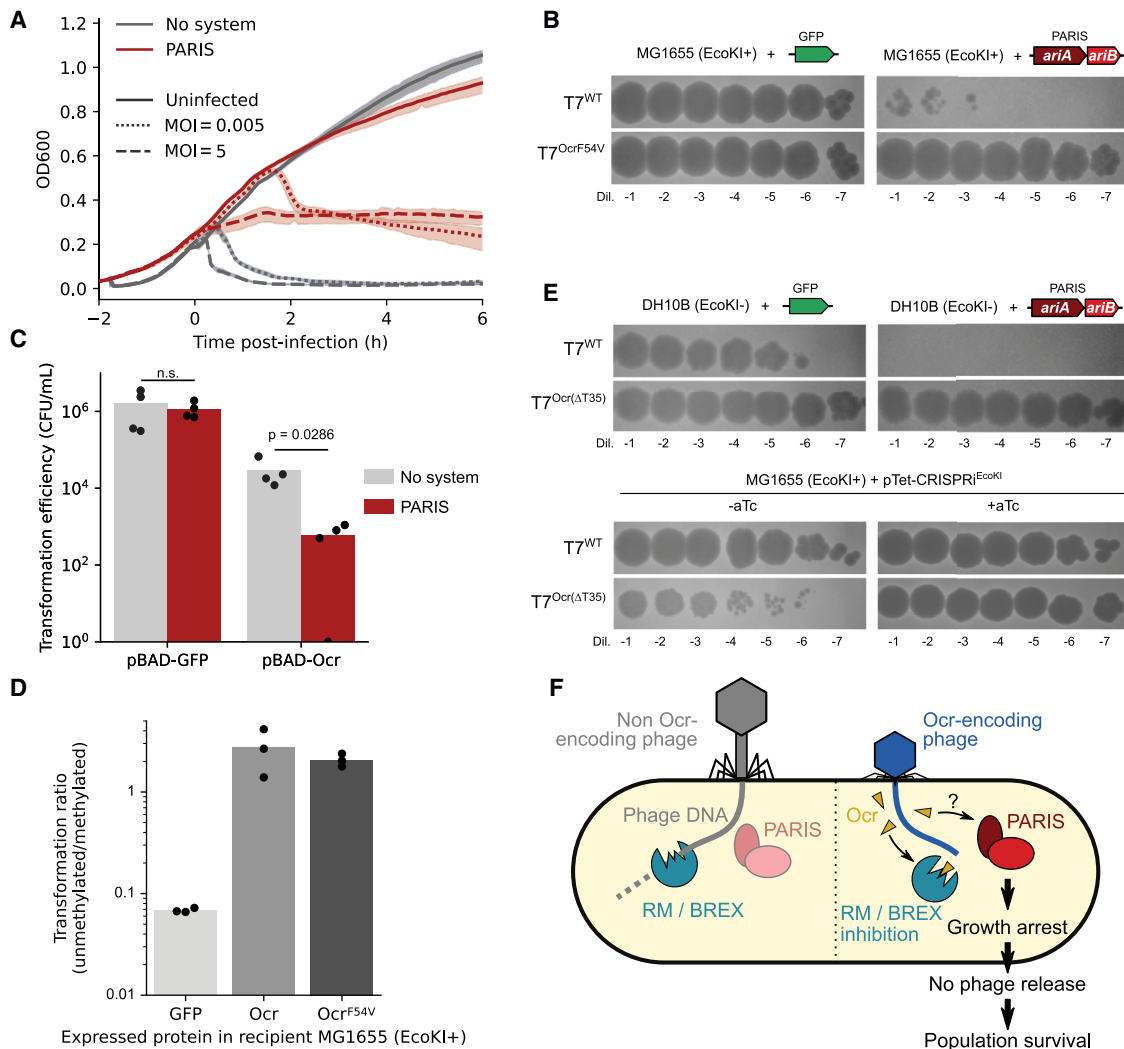 A
1.2
1.0
0.8
0.6
0.4
0.2
0.0
OD600
No system
PARIS
Uninfected
MOI = 0.005
MOI = 5
−2
0
2
4
6
Time post-infection (h)
B
MG1655 (EcoKI+) +
GFP
MG1655 (EcoKI+) +
PARIS
ariA
ariB
T7WT
T7OcrF54V
Dil. -1 -2 -3 -4 -5 -6 -7
-1 -2 -3 -4 -5 -6 -7
C
Transformation efficiency (CFU/mL)
10⁶
10⁴
10²
10⁰
n.s.
p = 0.0286
No system
PARIS
pBAD-GFP
pBAD-Ocr
D
Transformation ratio
(unmethylated/methylated)
1
0.1
0.01
GFP
Ocr
OcrF54V
Expressed protein in recipient MG1655 (EcoKI+)
E
DH10B (EcoKI-) +
GFP
DH10B (EcoKI-) +
PARIS
ariA
ariB
T7WT
T7Ocr(ΔT35)
Dil. -1 -2 -3 -4 -5 -6 -7
-1 -2 -3 -4 -5 -6 -7
MG1655 (EcoKI+) + pTet-CRISPRiEcoKI
-aTc
+aTc
T7WT
T7Ocr(ΔT35)
Dil. -1 -2 -3 -4 -5 -6 -7
-1 -2 -3 -4 -5 -6 -7
F
Non Ocr-
encoding phage
Ocr-encoding
phage
Phage DNA
PARIS
RM / BREX
Ocr
?
PARIS
RM / BREX
inhibition
Growth arrest
No phage release
Population survival